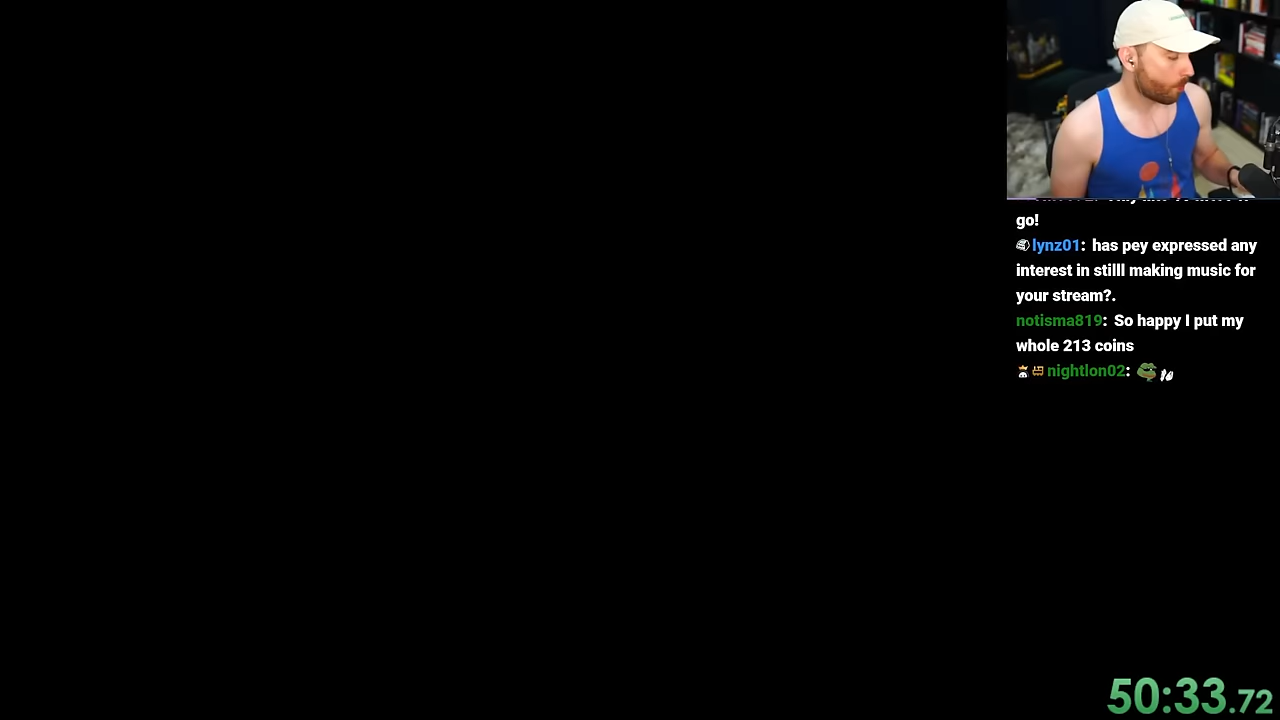 go!
lynz01: has pey expressed any
interest in stilll making music for
your stream?.
notisma819: So happy I put my
whole 213 coins
nightlon02:
50:33.72